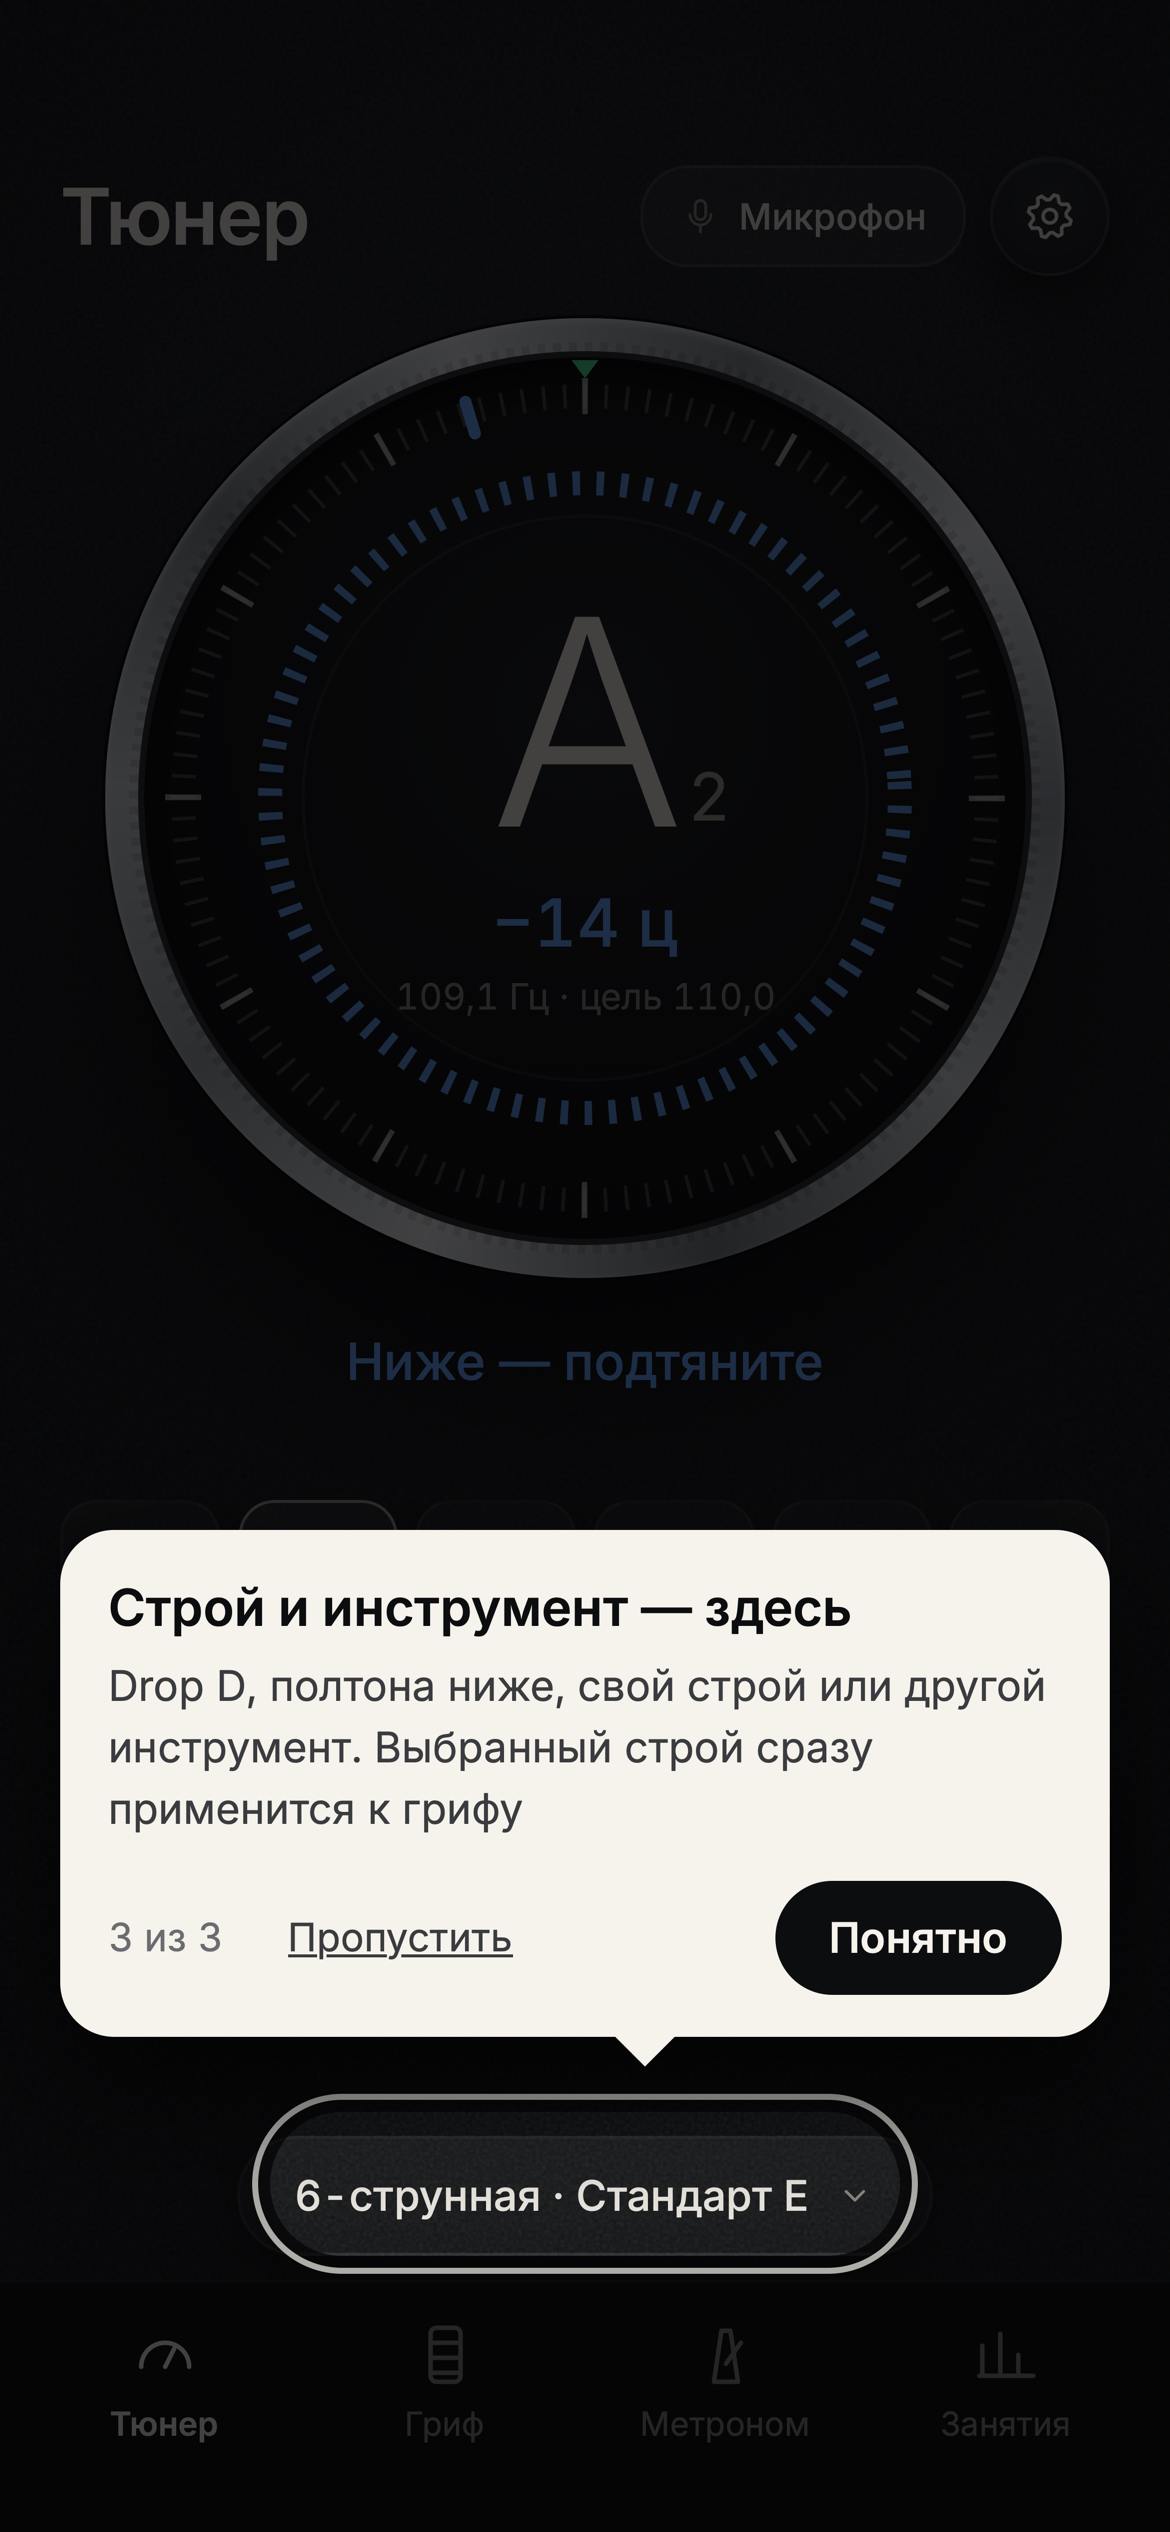 Тюнер
Микрофон
A2
−14 ц
109,1 Гц · цель 110,0
Ниже — подтяните
Строй и инструмент — здесь
Drop D, полтона ниже, свой строй или другой
инструмент. Выбранный строй сразу
применится к грифу
3 из 3
Пропустить
Понятно
6-струнная · Стандарт E
Тюнер
Гриф
Метроном
Занятия